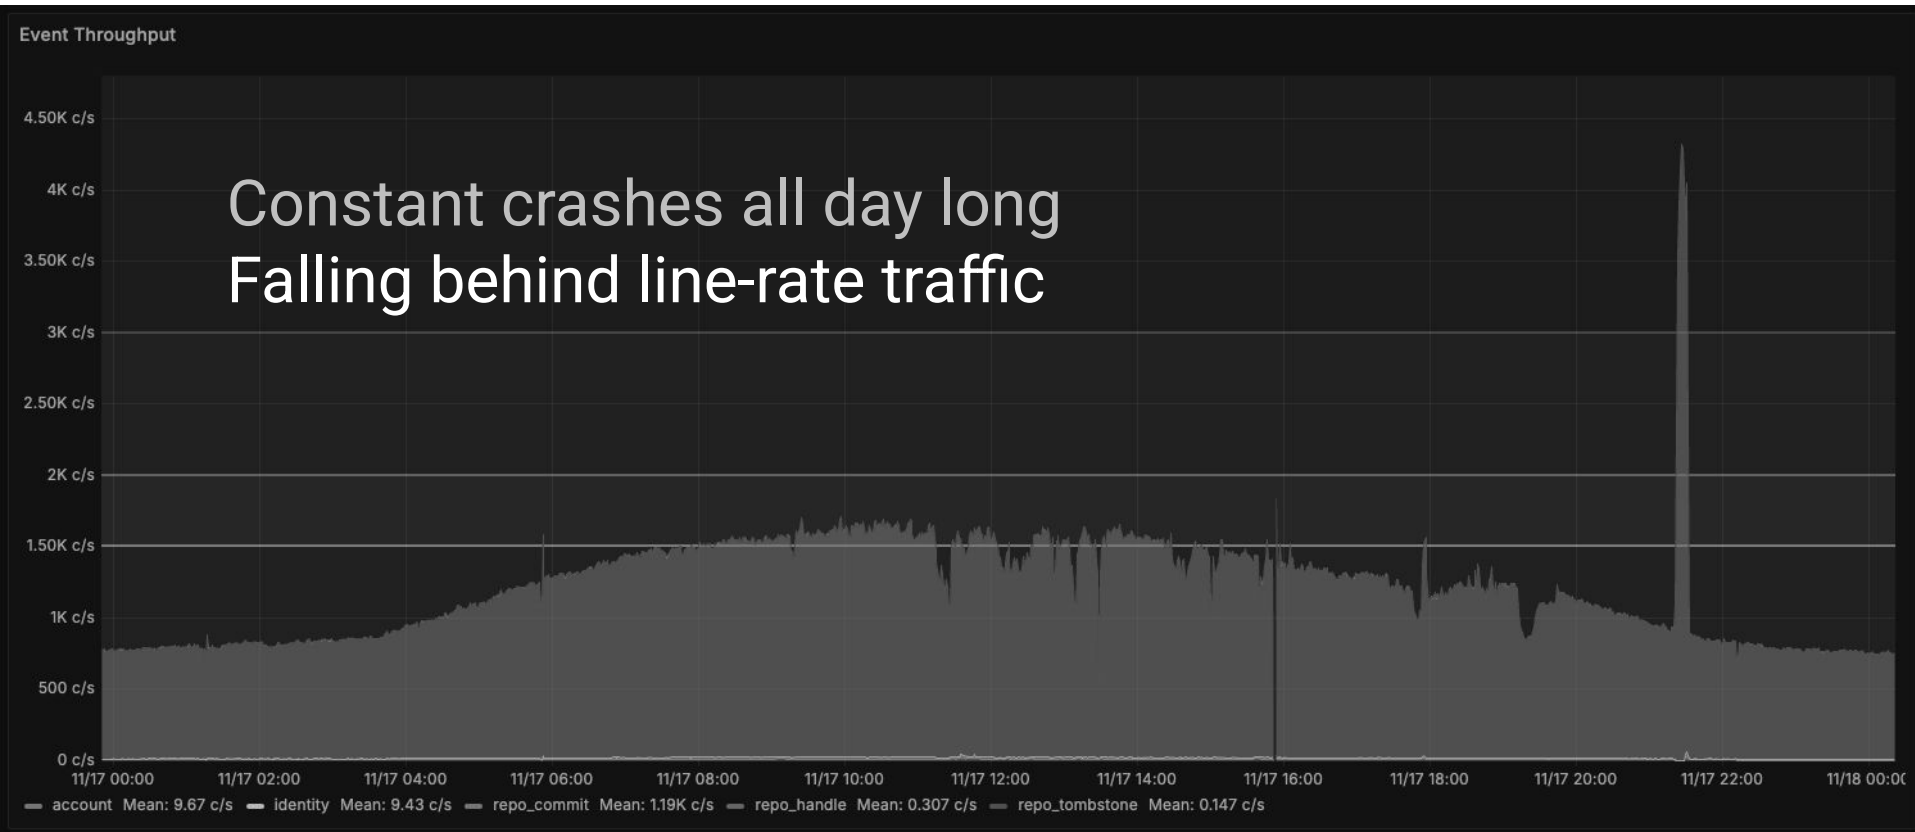 Event Throughput
4.50K c/s
4K c/s
3.50K c/s
3K c/s
2.50K c/s
2K c/s
1.50K c/s
1K c/s
500 c/s
0 c/s
Constant crashes all day long
Falling behind line-rate traffic
11/17 00:00 11/17 02:00 11/17 04:00 11/17 06:00 11/17 08:00 11/17 10:00 11/17 12:00 11/17 14:00 11/17 16:00 11/17 18:00 11/17 20:00 11/17 22:00 11/18 00:00
account Mean: 9.67 c/s identity Mean: 9.43 c/s repo_commit Mean: 1.19K c/s repo_handle Mean: 0.307 c/s repo_tombstone Mean: 0.147 c/s